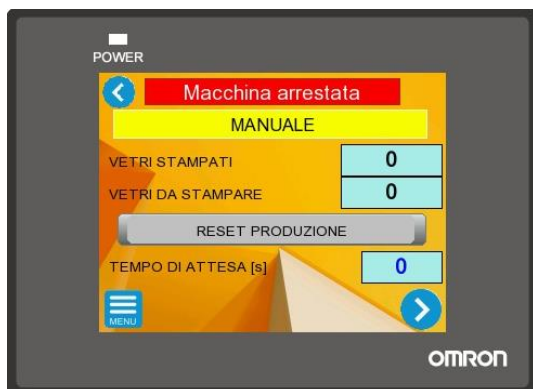 POWER
Macchina arrestata
MANUALE
VETRI STAMPATI 0
VETRI DA STAMPARE 0
RESET PRODUZIONE
TEMPO DI ATTESA [s] 0
MENU
OMRON